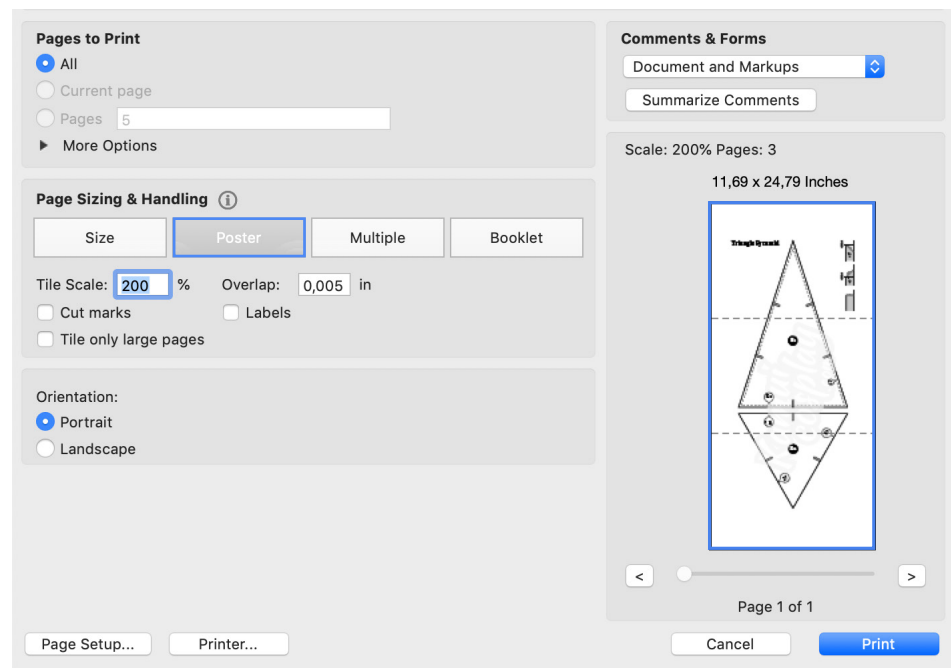 Pages to Print
All
Current page
Pages 5
More Options
Page Sizing & Handling
Size Poster Multiple Booklet
Tile Scale: 200 % Overlap: 0,005 in
Cut marks Labels
Tile only large pages
Orientation:
Portrait
Landscape
Page Setup... Printer...
Comments & Forms
Document and Markups
Summarize Comments
Scale: 200% Pages: 3
11,69 x 24,79 Inches
Triangle Pyramid
< >
Page 1 of 1
Cancel Print